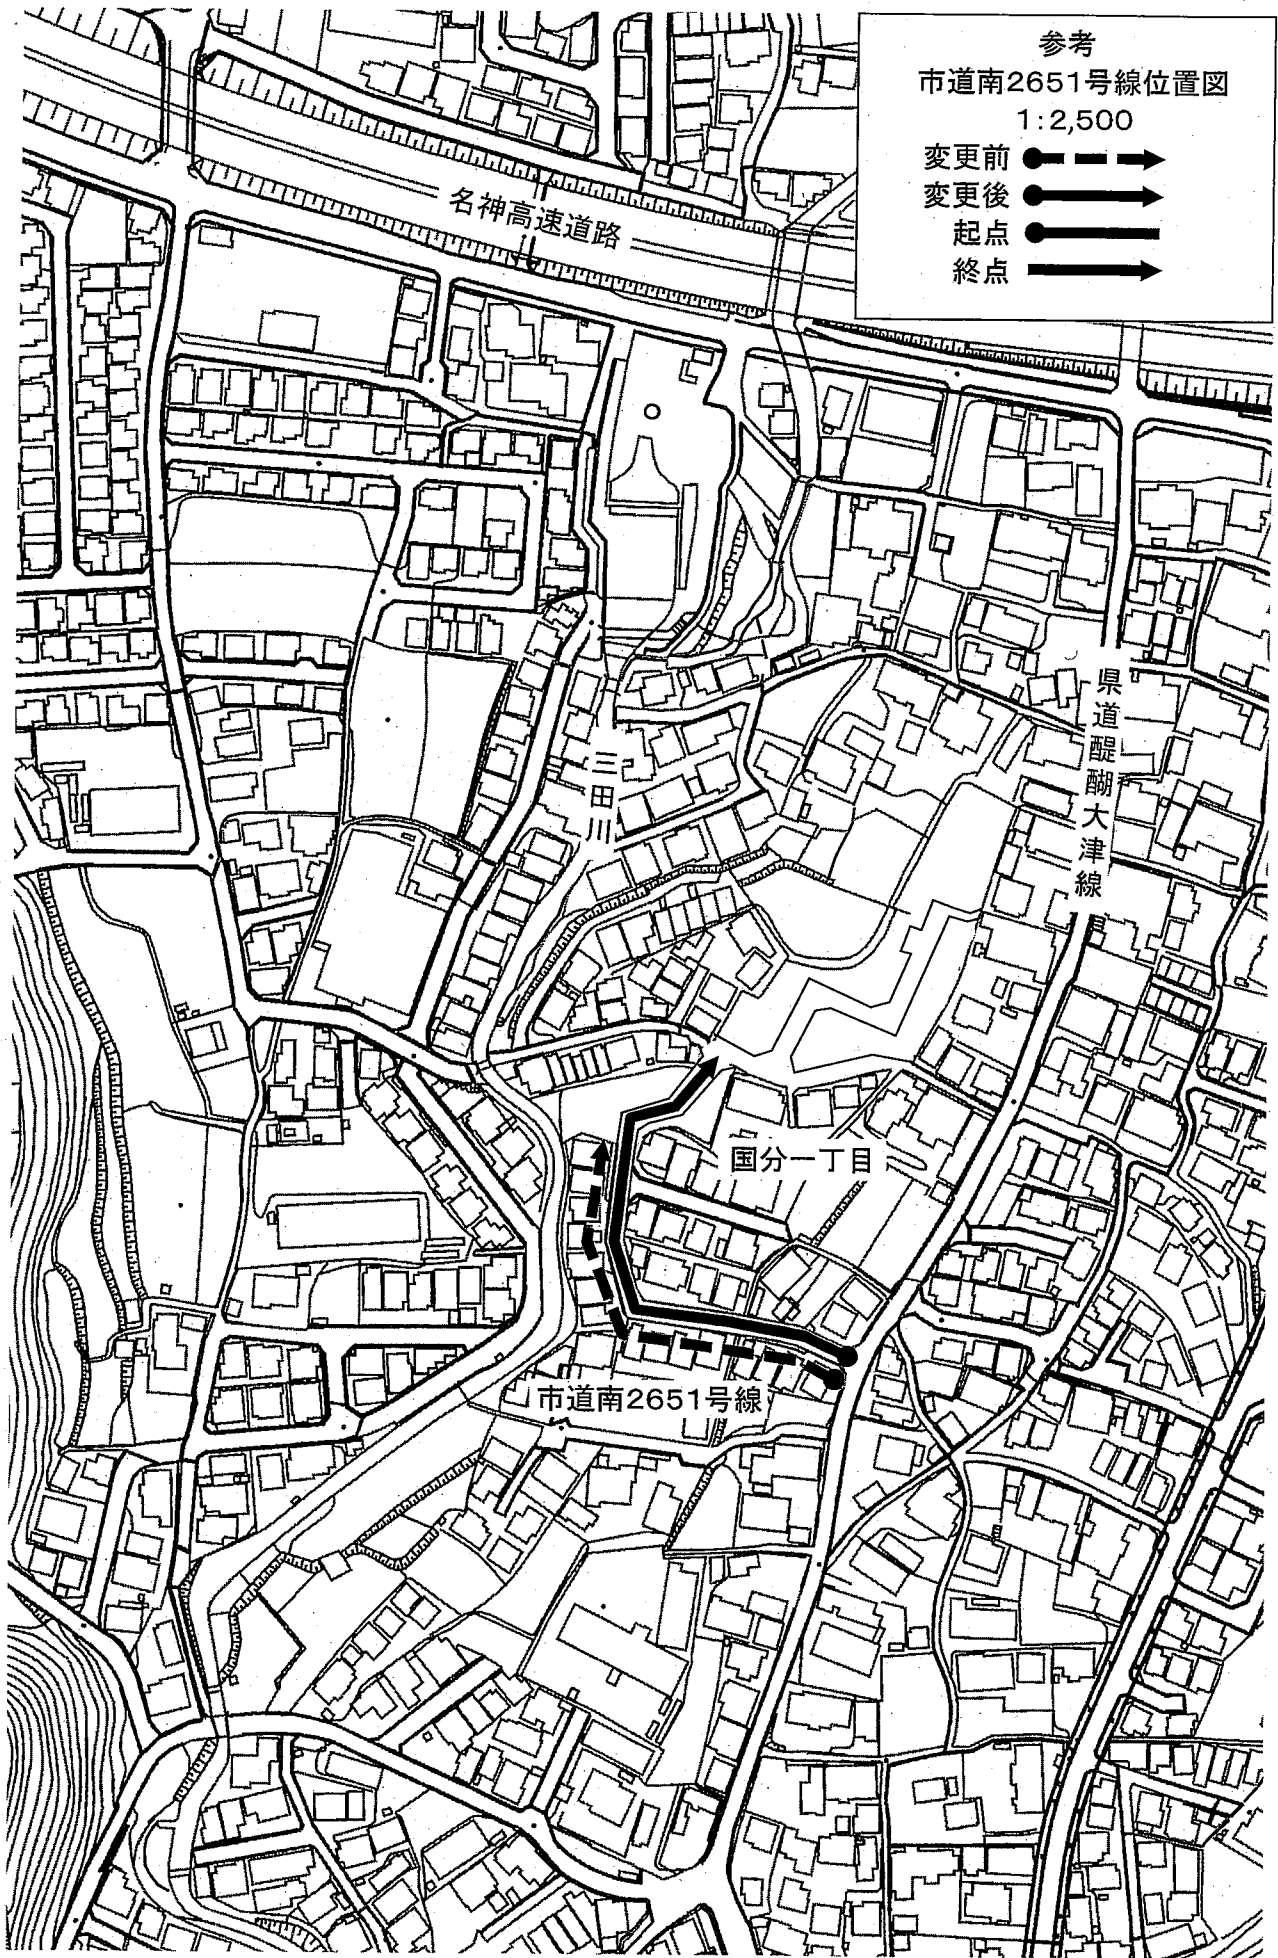 参考
市道南2651号線位置図
1:2,500
変更前
変更後
起点
終点
名神高速道路
県道醍醐大津線
三田川
国分一丁目
市道南2651号線